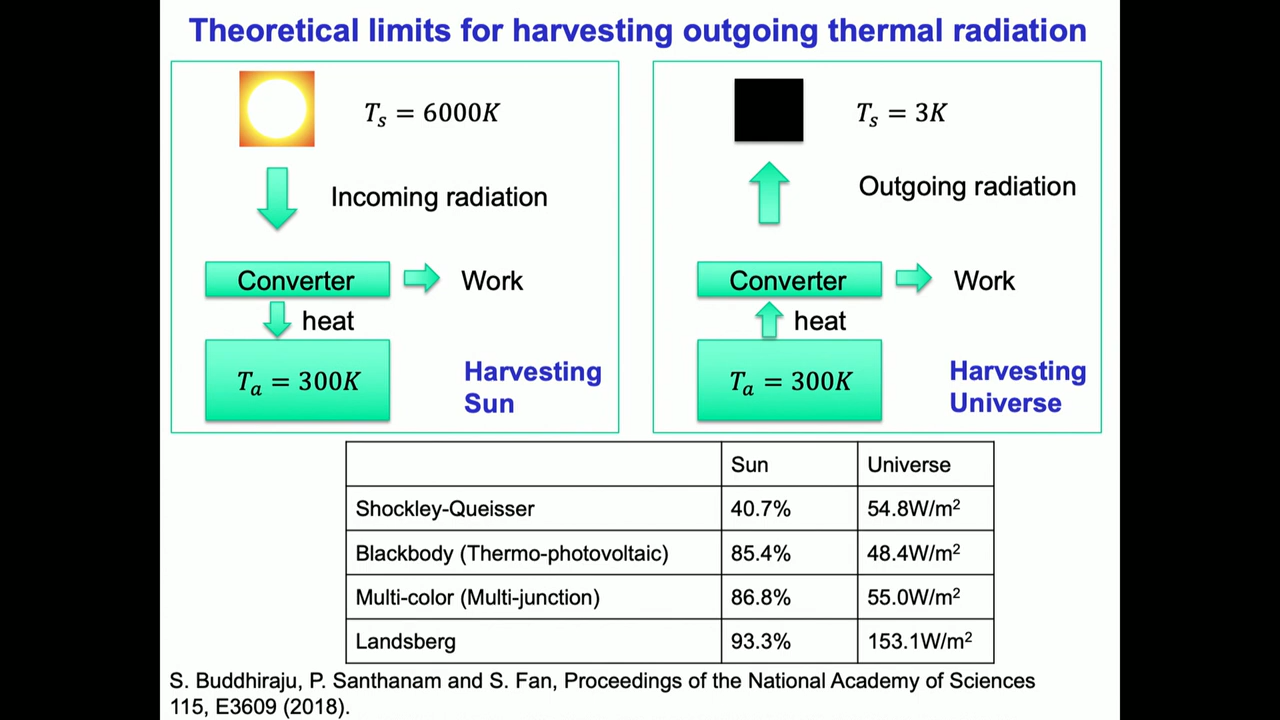 Theoretical limits for harvesting outgoing thermal radiation
Tₛ = 6000K
Incoming radiation
Converter
Work
heat
Tₐ = 300K
Harvesting
Sun
Tₛ = 3K
Outgoing radiation
Converter
Work
heat
Tₐ = 300K
Harvesting
Universe
Sun Universe
Shockley-Queisser 40.7% 54.8W/m²
Blackbody (Thermo-photovoltaic) 85.4% 48.4W/m²
Multi-color (Multi-junction) 86.8% 55.0W/m²
Landsberg 93.3% 153.1W/m²
S. Buddhiraju, P. Santhanam and S. Fan, Proceedings of the National Academy of Sciences
115, E3609 (2018).